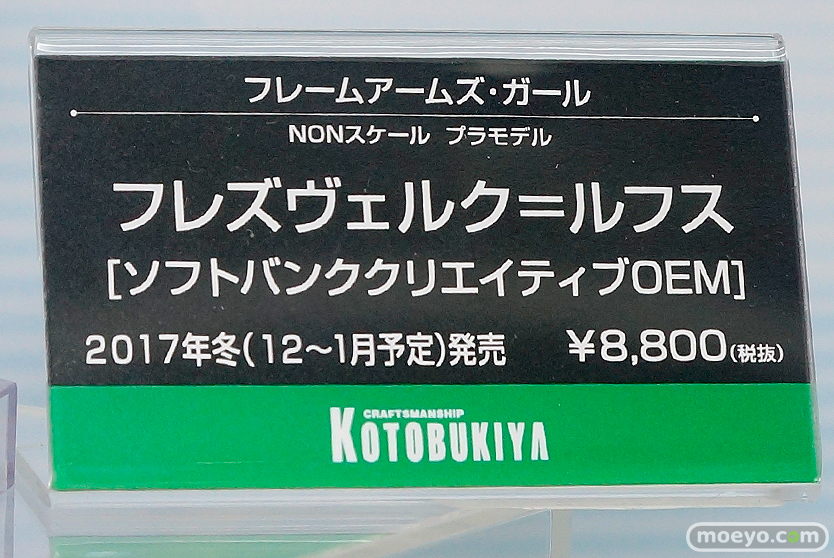 フレームアームズ・ガール
NONスケール プラモデル
フレズヴェルク=ルフス
[ソフトバンククリエイティブOEM]
2017年冬(12〜1月予定)発売 ¥8,800(税抜)
CRAFTSMANSHIP
KOTOBUKIYA
moeyo.com